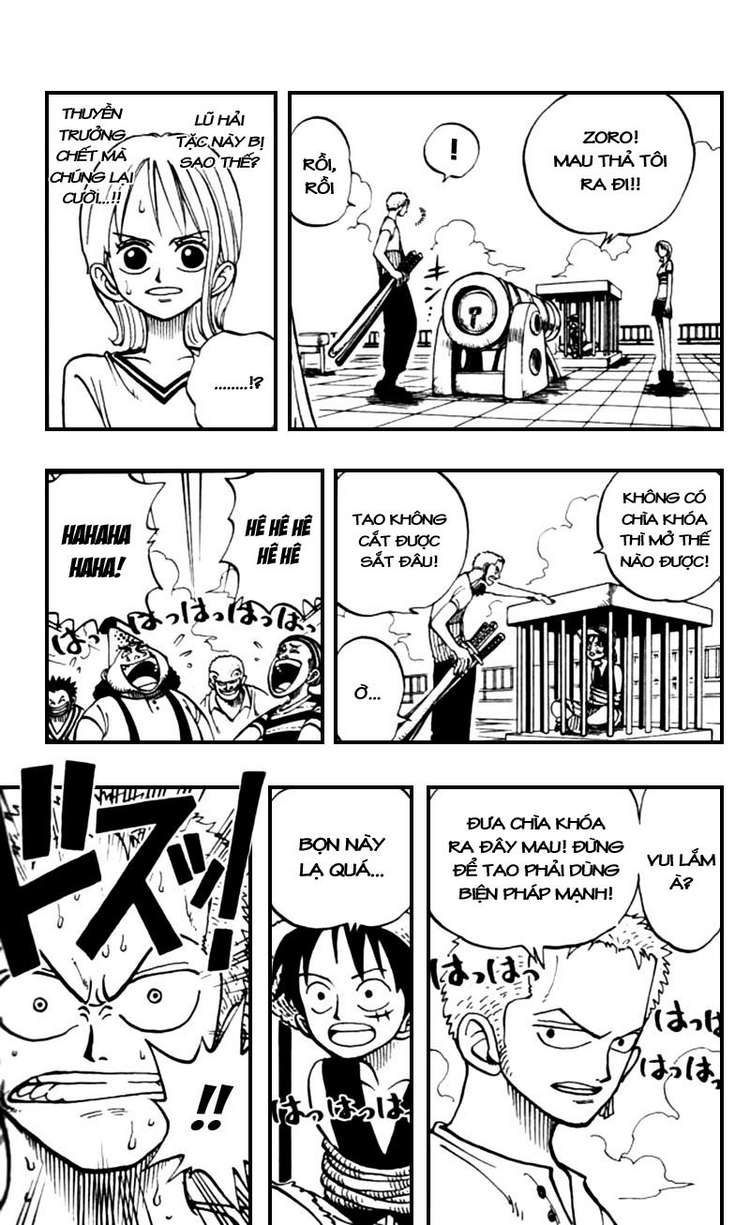 ZORO!
MAU THẢ TÔI
RA ĐI!!
!
RỒI,
RỒI
LŨ HẢI
TẶC NÀY BỊ
SAO THẾ?
THUYỀN
TRƯỞNG
CHẾT MÀ
CHÚNG LẠI
CƯỜI...!!
.........!?
KHÔNG CÓ
CHÌA KHÓA
THÌ MỞ THẾ
NÀO ĐƯỢC!
TAO KHÔNG
CẮT ĐƯỢC
SẮT ĐÂU!
Ờ...
HÊ HÊ HÊ
HÊ HÊ
HAHAHA
HAHA!
はっはっはっはっ
VUI LẮM
À?
ĐƯA CHÌA KHÓA
RA ĐÂY MAU! ĐỪNG
ĐỂ TAO PHẢI DÙNG
BIỆN PHÁP MẠNH!
はっはっ
はっはっ
はっはっ
BỌN NÀY
LẠ QUÁ...
はっはっはっ
ドスッ!
!!